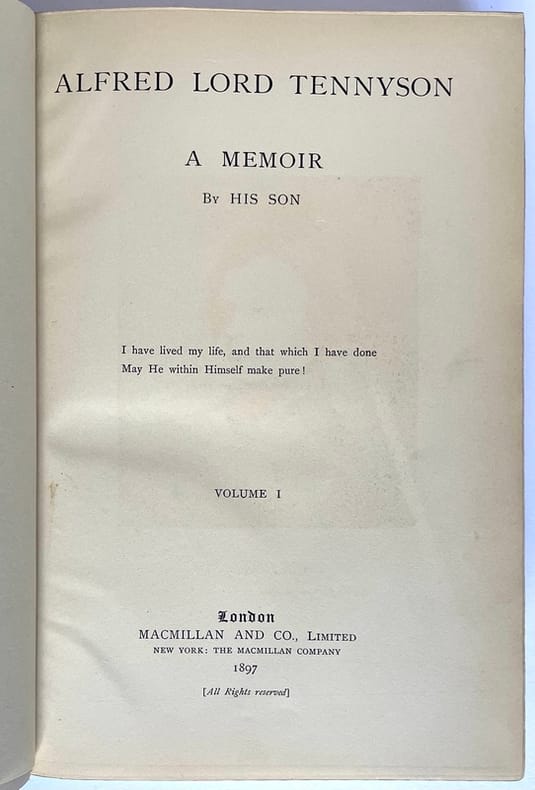 ALFRED LORD TENNYSON
A MEMOIR
By HIS SON
I have lived my life, and that which I have done
May He within Himself make pure!
VOLUME I
London
MACMILLAN AND CO., Limited
NEW YORK: THE MACMILLAN COMPANY
1897
[All Rights reserved]